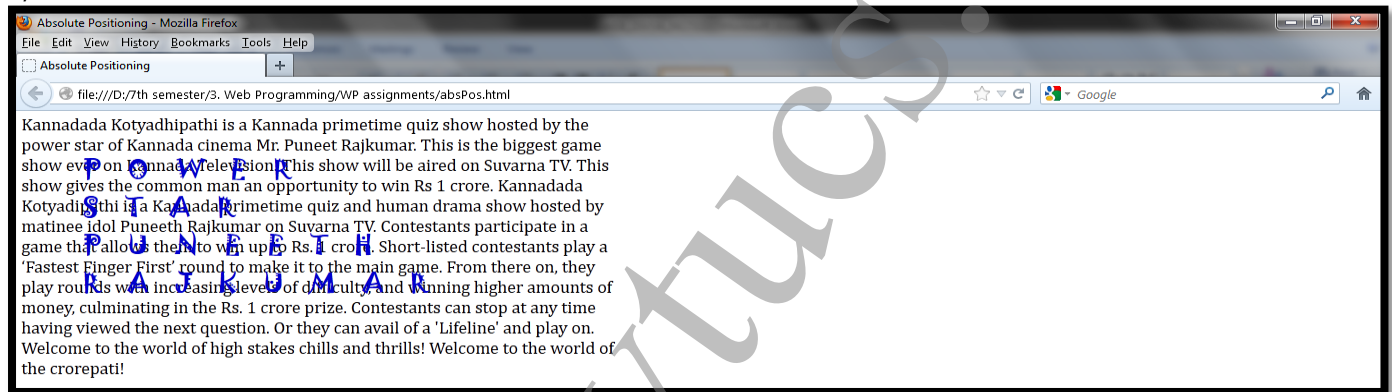 Absolute Positioning - Mozilla Firefox
File Edit View History Bookmarks Tools Help
Absolute Positioning
file:///D:/7th semester/3. Web Programming/WP assignments/absPos.html
Google
Kannadada Kotyadhipathi is a Kannada primetime quiz show hosted by the
power star of Kannada cinema Mr. Puneet Rajkumar. This is the biggest game
show ever on Kannada Television! This show will be aired on Suvarna TV. This
show gives the common man an opportunity to win Rs 1 crore. Kannadada
Kotyadipathi is a Kannada primetime quiz and human drama show hosted by
matinee idol Puneeth Rajkumar on Suvarna TV. Contestants participate in a
game that allows them to win up to Rs. 1 crore. Short-listed contestants play a
‘Fastest Finger First’ round to make it to the main game. From there on, they
play rounds with increasing levels of difficulty, and winning higher amounts of
money, culminating in the Rs. 1 crore prize. Contestants can stop at any time
having viewed the next question. Or they can avail of a 'Lifeline' and play on.
Welcome to the world of high stakes chills and thrills! Welcome to the world of
the crorepati!
P O W E R
S T A R
P U N E E T H
R A J K U M A R
vtucs.